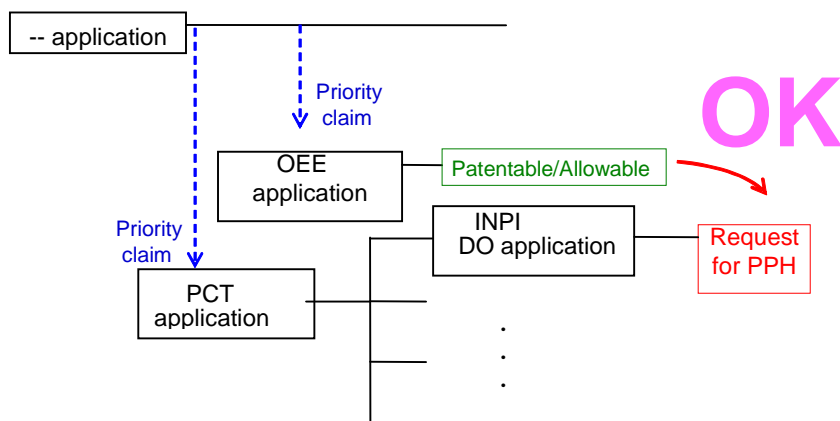 -- application
OK
Priority
claim
OEE
application
Patentable/Allowable
INPI
DO application
Request
for PPH
Priority
claim
PCT
application
.
.
.